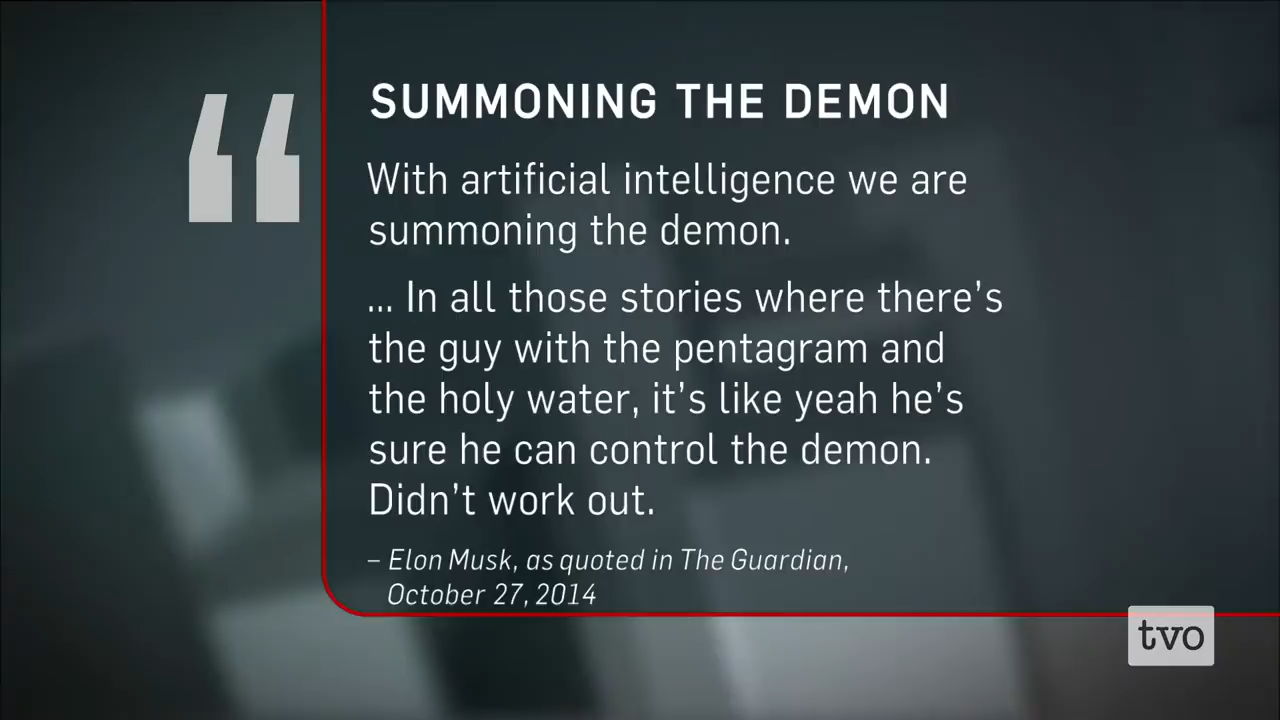 “
SUMMONING THE DEMON
With artificial intelligence we are
summoning the demon.
... In all those stories where there’s
the guy with the pentagram and
the holy water, it’s like yeah he’s
sure he can control the demon.
Didn’t work out.
– Elon Musk, as quoted in The Guardian,
October 27, 2014
tvo